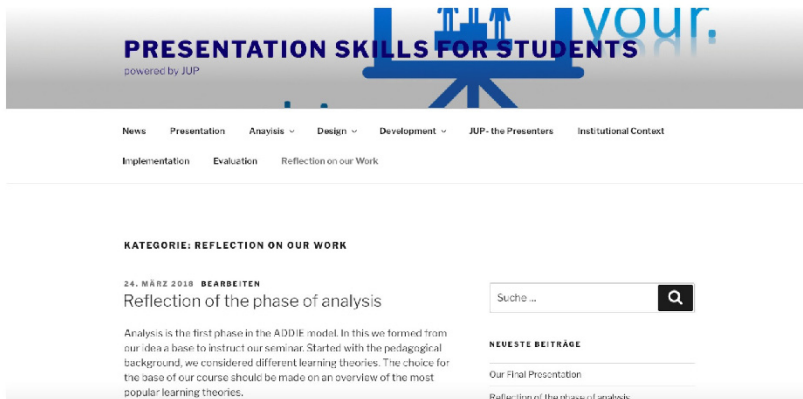 your.
PRESENTATION SKILLS FOR STUDENTS
powered by JUP
News Presentation Anayisis Design Development JUP- the Presenters Institutional Context
Implementation Evaluation Reflection on our Work
KATEGORIE: REFLECTION ON OUR WORK
24. MÄRZ 2018 BEARBEITEN
Reflection of the phase of analysis
Analysis is the first phase in the ADDIE model. In this we formed from
our idea a base to instruct our seminar. Started with the pedagogical
background, we considered different learning theories. The choice for
the base of our course should be made on an overview of the most
popular learning theories.
Suche ...
NEUESTE BEITRÄGE
Our Final Presentation
Reflection of the phase of analysis